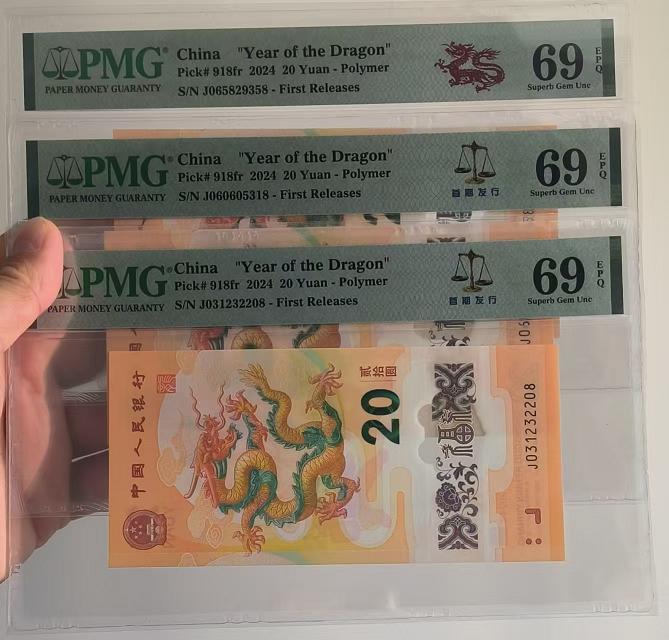 PMG
PAPER MONEY GUARANTY
China "Year of the Dragon"
Pick# 918fr 2024 20 Yuan - Polymer
S/N J065829358 - First Releases
69
EPQ
Superb Gem Unc
PMG
PAPER MONEY GUARANTY
China "Year of the Dragon"
Pick# 918fr 2024 20 Yuan - Polymer
S/N J060605318 - First Releases
首期发行
69
EPQ
Superb Gem Unc
PMG
PAPER MONEY GUARANTY
China "Year of the Dragon"
Pick# 918fr 2024 20 Yuan - Polymer
S/N J031232208 - First Releases
首期发行
69
EPQ
Superb Gem Unc
中国人民银行
贰拾圆
20
J031232208